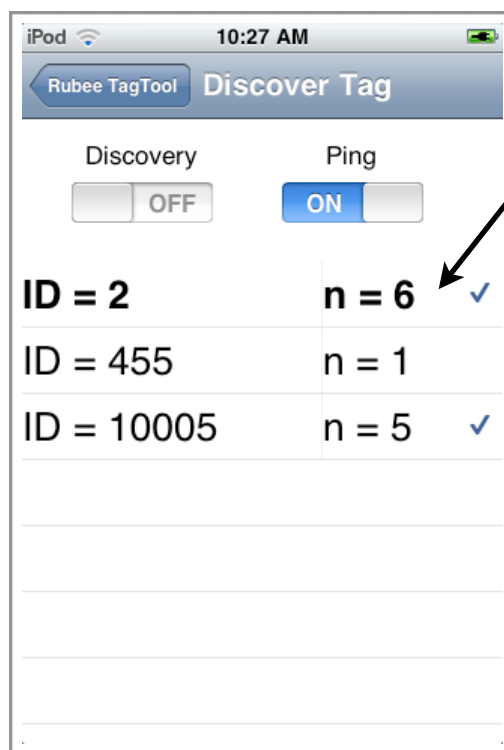 iPod 10:27 AM
Rubee TagTool Discover Tag
Discovery Ping
OFF ON
ID = 2 n = 6
ID = 455 n = 1
ID = 10005 n = 5